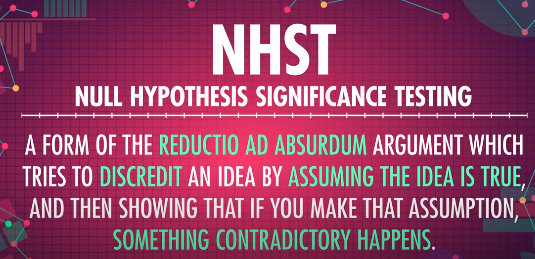 NHST
NULL HYPOTHESIS SIGNIFICANCE TESTING
A FORM OF THE REDUCTIO AD ABSURDUM ARGUMENT WHICH
TRIES TO DISCREDIT AN IDEA BY ASSUMING THE IDEA IS TRUE,
AND THEN SHOWING THAT IF YOU MAKE THAT ASSUMPTION,
SOMETHING CONTRADICTORY HAPPENS.